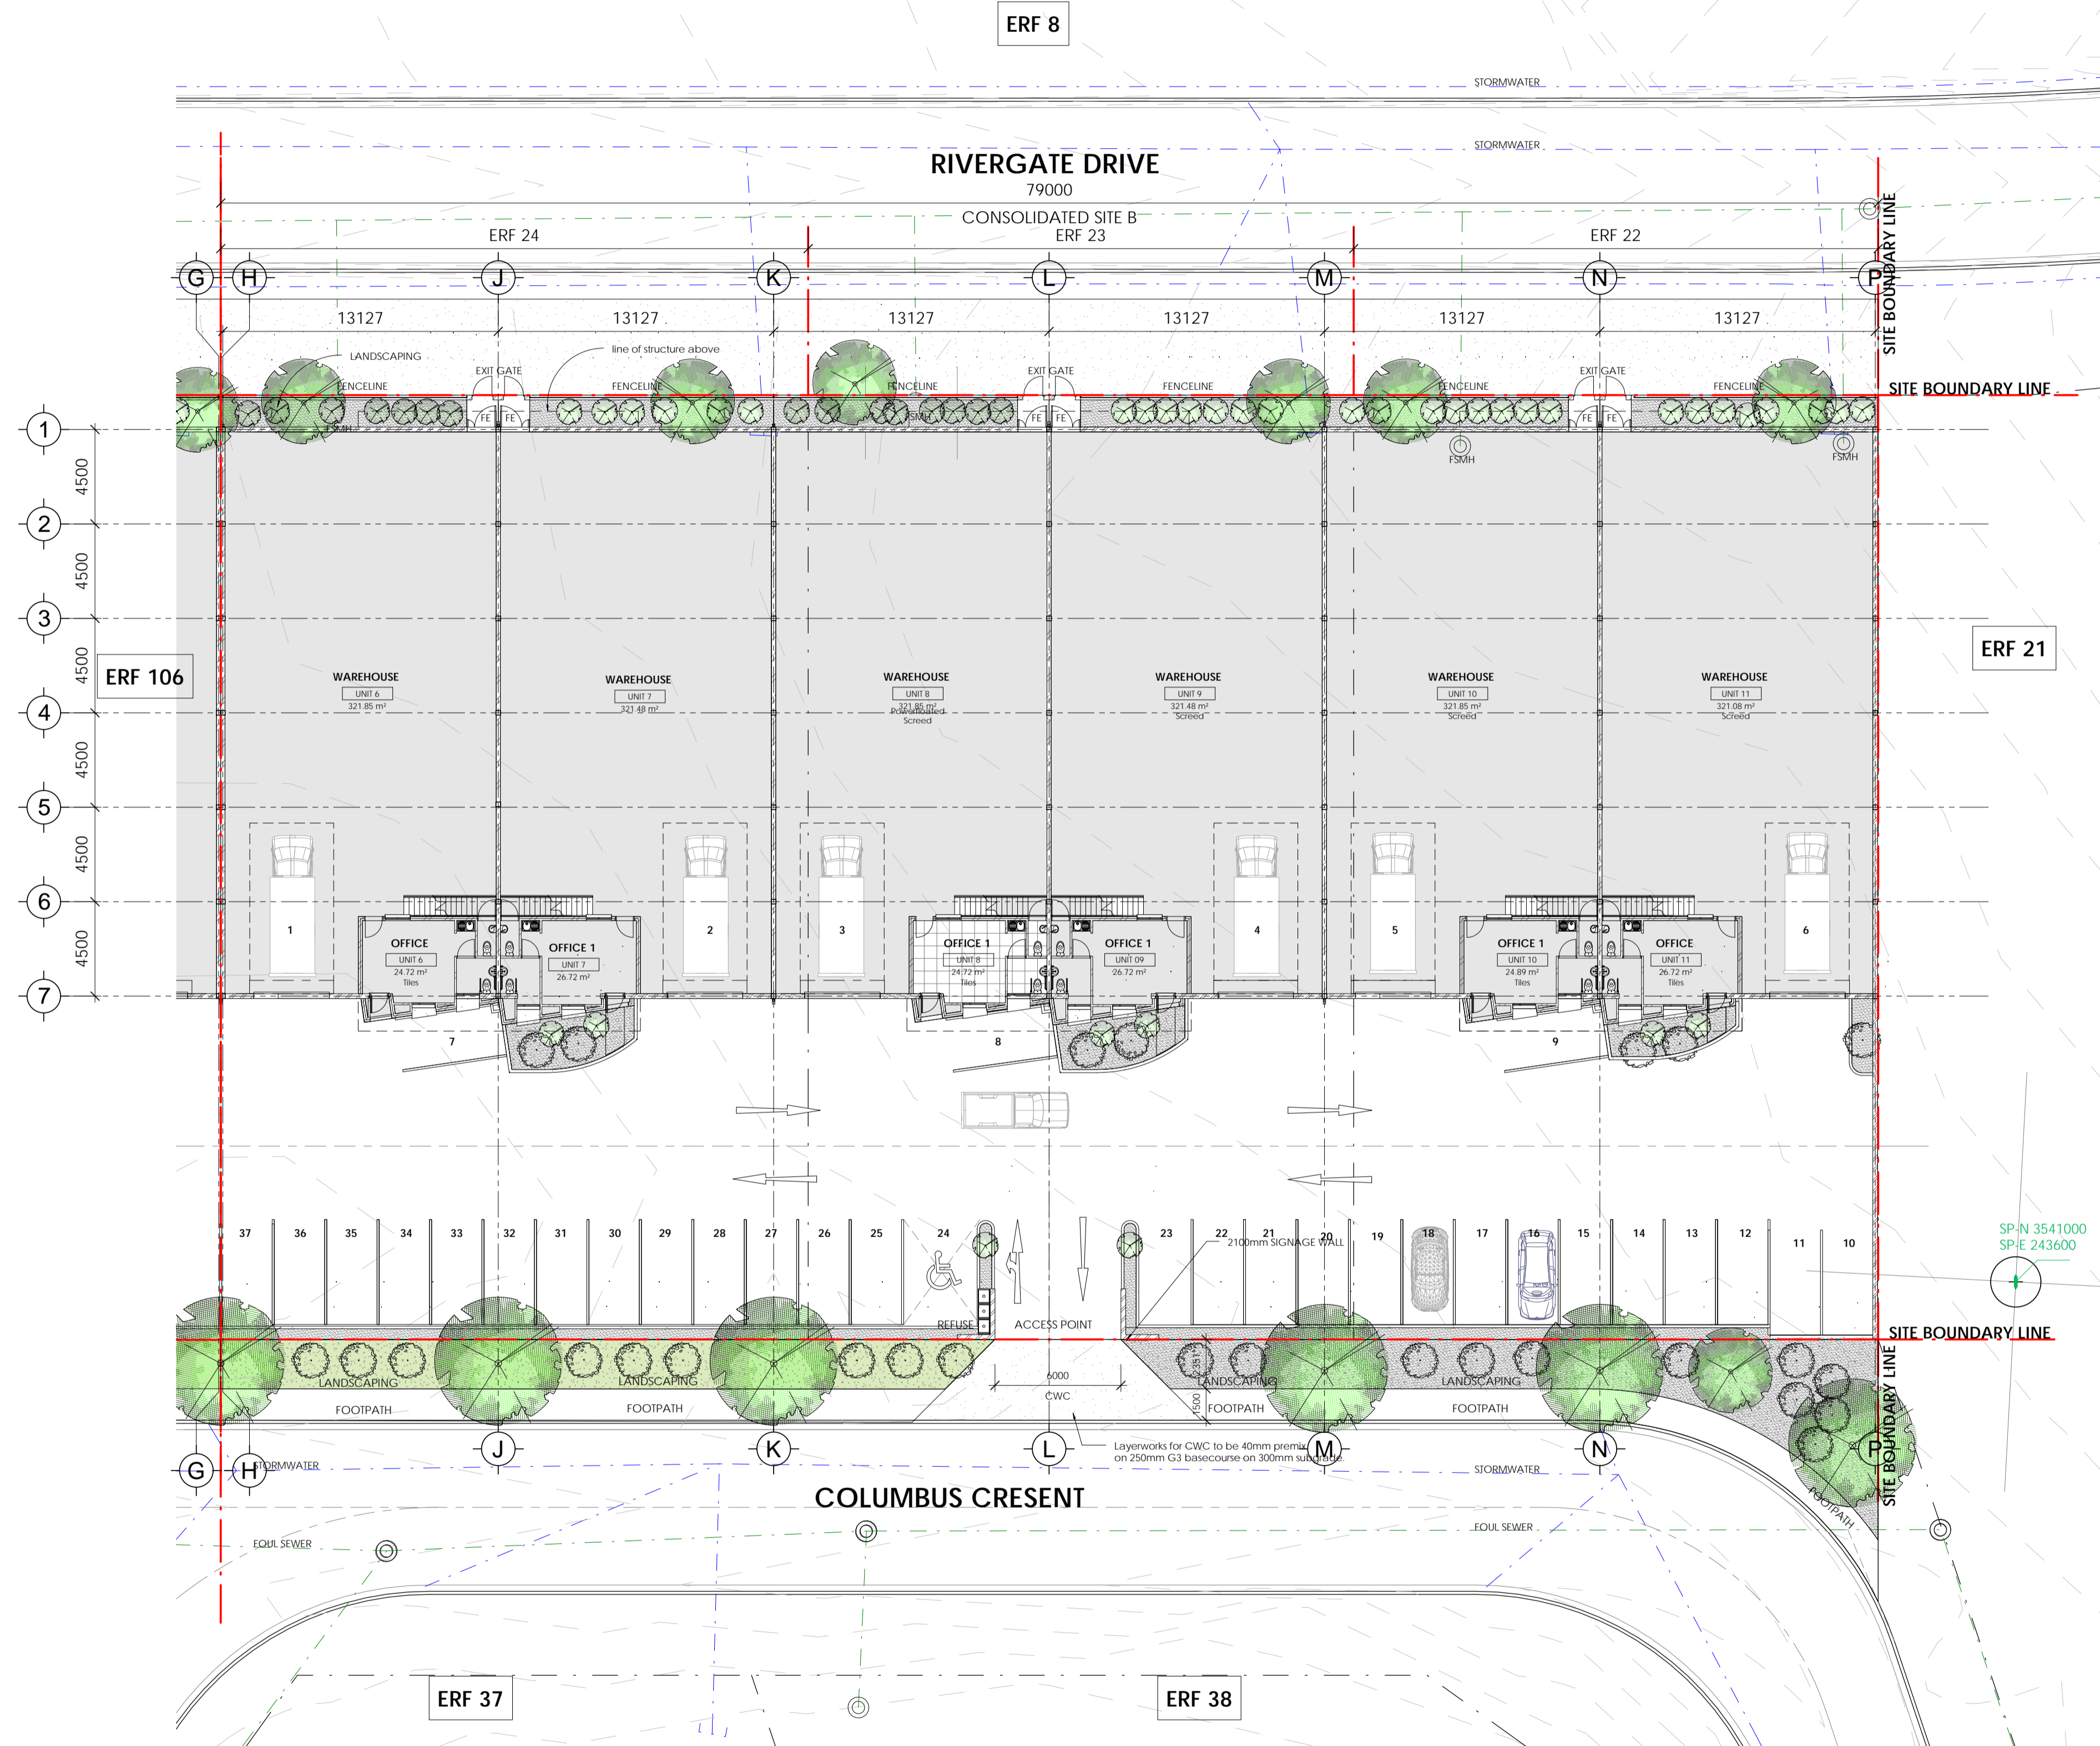 ERF 8
STORMWATER
STORMWATER
RIVERGATE DRIVE
79000
CONSOLIDATED SITE B
ERF 24
ERF 23
ERF 22
SITE BOUNDARY LINE
G
H
J
K
L
M
N
P
13127
13127
13127
13127
13127
13127
LANDSCAPING
line of structure above
EXIT GATE
EXIT GATE
EXIT GATE
FENCELINE
FENCELINE
FENCELINE
FENCELINE
FENCELINE
FENCELINE
SITE BOUNDARY LINE
FE
FE
FE
FE
FE
FE
FSMH
FSMH
FSMH
1
2
3
4
5
6
7
4500
4500
4500
4500
4500
4500
ERF 106
ERF 21
WAREHOUSE
UNIT 6
321.85 m²
WAREHOUSE
UNIT 7
321.48 m²
WAREHOUSE
UNIT 8
321.85 m²
Powerfloated
Screed
WAREHOUSE
UNIT 9
321.48 m²
Screed
WAREHOUSE
UNIT 10
321.85 m²
Screed
WAREHOUSE
UNIT 11
321.08 m²
Screed
1
2
3
4
5
6
OFFICE
UNIT 6
24.72 m²
Tiles
OFFICE 1
UNIT 7
26.72 m²
OFFICE 1
UNIT 8
24.72 m²
Tiles
OFFICE 1
UNIT 09
26.72 m²
OFFICE 1
UNIT 10
24.89 m²
Tiles
OFFICE
UNIT 11
26.72 m²
Tiles
7
8
9
37
36
35
34
33
32
31
30
29
28
27
26
25
24
23
22
21
20
19
18
17
16
15
14
13
12
11
10
2100mm SIGNAGE WALL
SP-N 3541000
SP-E 243600
REFUSE
ACCESS POINT
SITE BOUNDARY LINE
2351
6000
CWC
1500
LANDSCAPING
LANDSCAPING
LANDSCAPING
LANDSCAPING
FOOTPATH
FOOTPATH
FOOTPATH
FOOTPATH
FOOTPATH
SITE BOUNDARY LINE
Layerworks for CWC to be 40mm premix
on 250mm G3 basecourse on 300mm subgrade.
G
H
J
K
L
M
N
P
STORMWATER
STORMWATER
COLUMBUS CRESENT
FOUL SEWER
FOUL SEWER
ERF 37
ERF 38